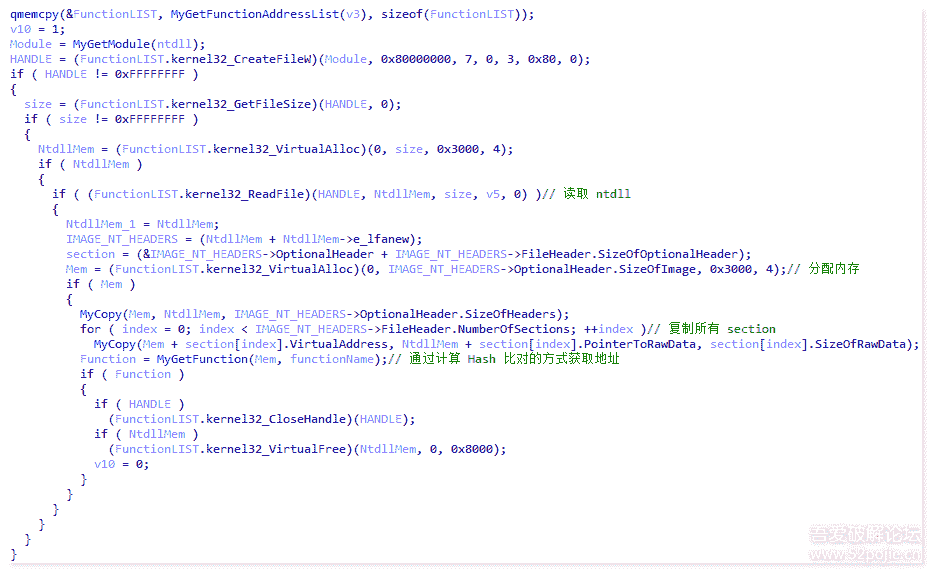 qmemcpy(&FunctionLIST, MyGetFunctionAddressList(v3), sizeof(FunctionLIST));
v10 = 1;
Module = MyGetModule(ntdll);
HANDLE = (FunctionLIST.kernel32_CreateFileW)(Module, 0x80000000, 7, 0, 3, 0x80, 0);
if ( HANDLE != 0xFFFFFFFF )
{
  size = (FunctionLIST.kernel32_GetFileSize)(HANDLE, 0);
  if ( size != 0xFFFFFFFF )
  {
    NtdllMem = (FunctionLIST.kernel32_VirtualAlloc)(0, size, 0x3000, 4);
    if ( NtdllMem )
    {
      if ( (FunctionLIST.kernel32_ReadFile)(HANDLE, NtdllMem, size, v5, 0) )// 读取 ntdll
      {
        NtdllMem_1 = NtdllMem;
        IMAGE_NT_HEADERS = (NtdllMem + NtdllMem->e_lfanew);
        section = (&IMAGE_NT_HEADERS->OptionalHeader + IMAGE_NT_HEADERS->FileHeader.SizeOfOptionalHeader);
        Mem = (FunctionLIST.kernel32_VirtualAlloc)(0, IMAGE_NT_HEADERS->OptionalHeader.SizeOfImage, 0x3000, 4);// 分配内存
        if ( Mem )
        {
          MyCopy(Mem, NtdllMem, IMAGE_NT_HEADERS->OptionalHeader.SizeOfHeaders);
          for ( index = 0; index < IMAGE_NT_HEADERS->FileHeader.NumberOfSections; ++index )// 复制所有 section
            MyCopy(Mem + section[index].VirtualAddress, NtdllMem + section[index].PointerToRawData, section[index].SizeOfRawData);
          Function = MyGetFunction(Mem, functionName);// 通过计算 Hash 比对的方式获取地址
          if ( Function )
          {
            if ( HANDLE )
              (FunctionLIST.kernel32_CloseHandle)(HANDLE);
            if ( NtdllMem )
              (FunctionLIST.kernel32_VirtualFree)(NtdllMem, 0, 0x8000);
            v10 = 0;
          }
        }
      }
    }
  }
}
吾爱破解论坛
www.52pojie.cn